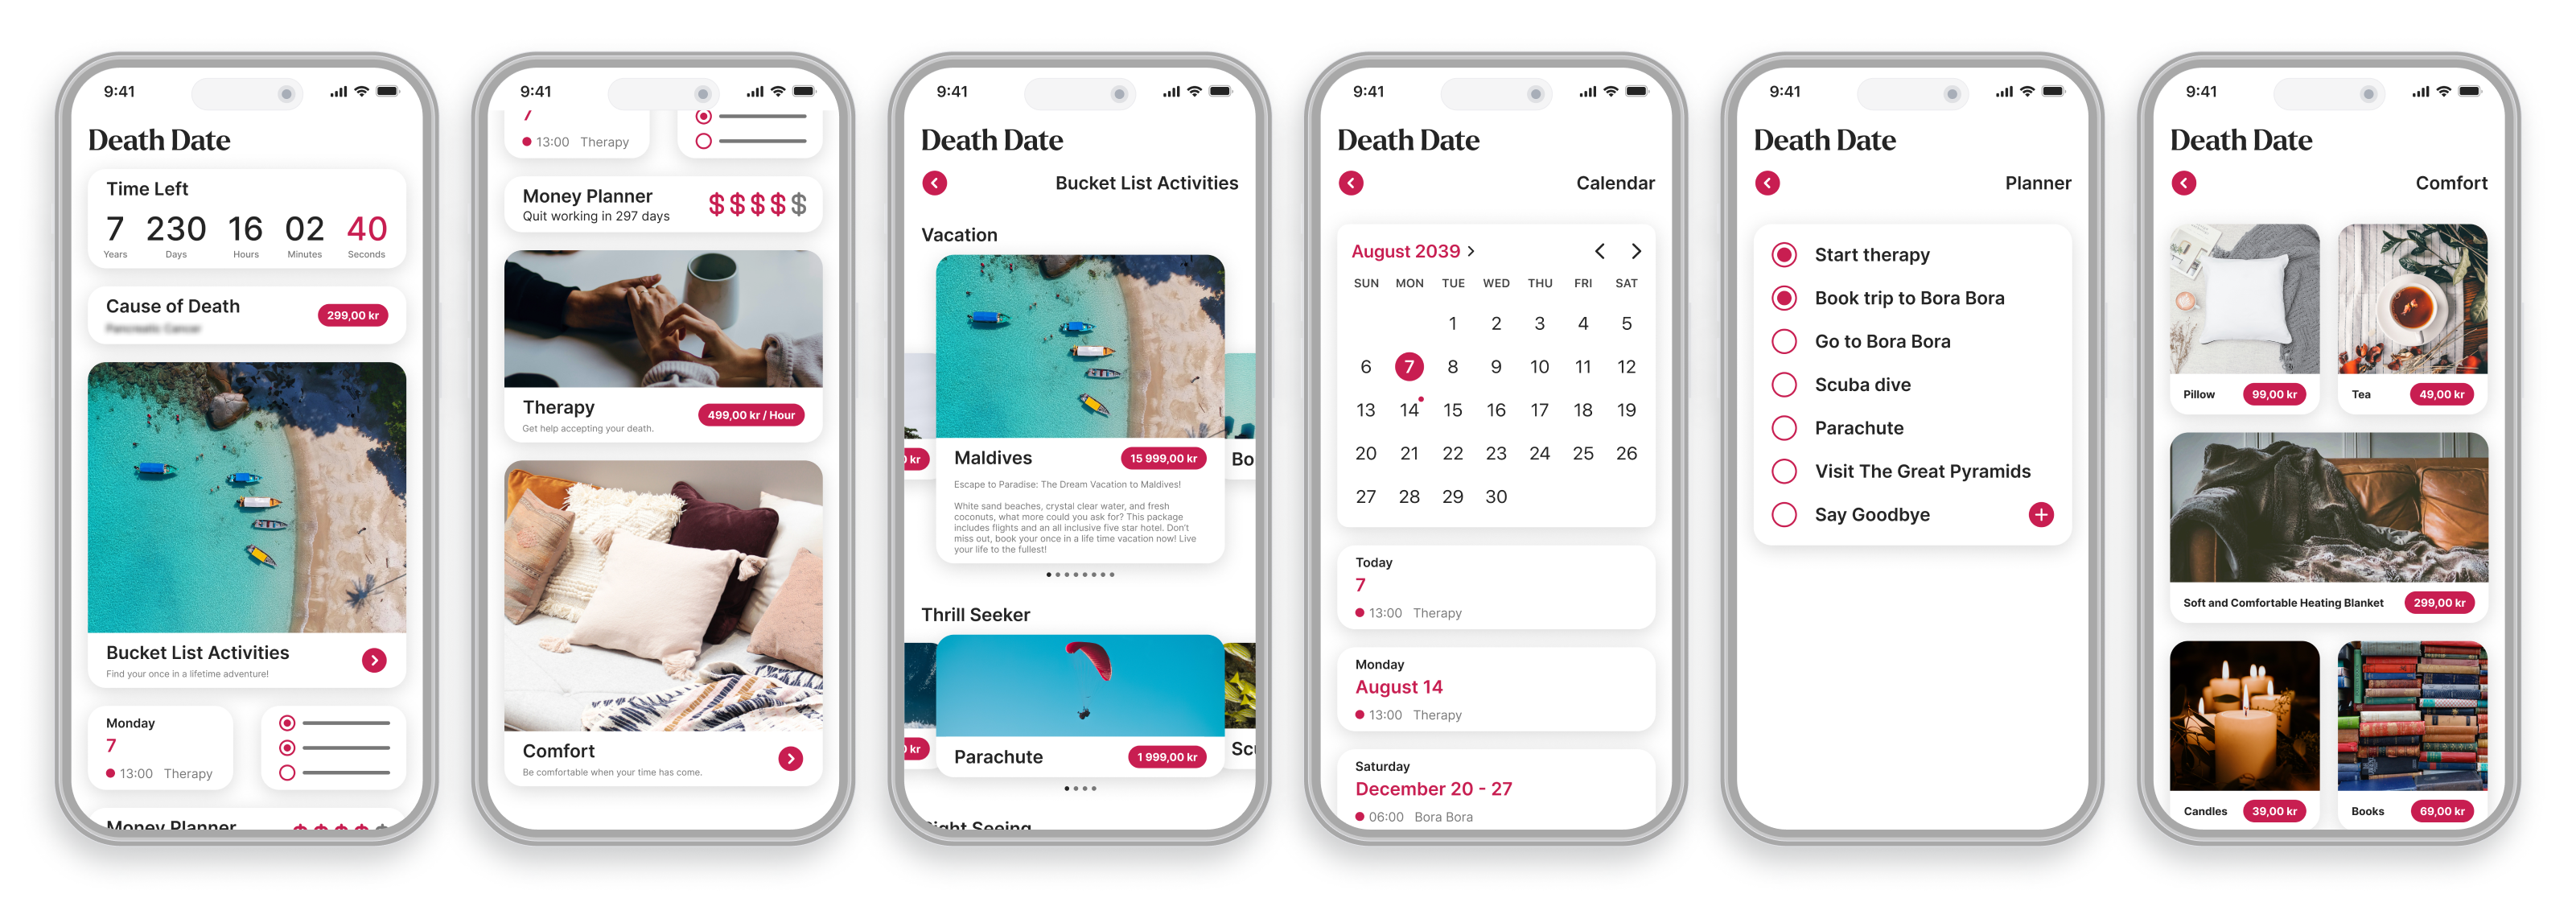 9:41
Death Date
Time Left
7 230 16 02 40
Years Days Hours Minutes Seconds
Cause of Death
299,00 kr
Pancreatic Cancer
Bucket List Activities
Find your once in a lifetime adventure!
Monday
7
13:00 Therapy
Money Planner
9:41
7
13:00 Therapy
Money Planner
Quit working in 297 days
$$$$$
Therapy
499,00 kr / Hour
Get help accepting your death.
Comfort
Be comfortable when your time has come.
9:41
Death Date
Bucket List Activities
Vacation
kr
Maldives
15 999,00 kr
Bo
Escape to Paradise: The Dream Vacation to Maldives!
White sand beaches, crystal clear water, and fresh
coconuts, what more could you ask for? This package
includes flights and an all inclusive five star hotel. Don't
miss out, book your once in a life time vacation now! Live
your life to the fullest!
Thrill Seeker
kr
Parachute
1 999,00 kr
Scu
Sight Seeing
9:41
Death Date
Calendar
August 2039
SUN MON TUE WED THU FRI SAT
1 2 3 4 5
6 7 8 9 10 11 12
13 14 15 16 17 18 19
20 21 22 23 24 25 26
27 28 29 30
Today
7
13:00 Therapy
Monday
August 14
13:00 Therapy
Saturday
December 20 - 27
06:00 Bora Bora
9:41
Death Date
Planner
Start therapy
Book trip to Bora Bora
Go to Bora Bora
Scuba dive
Parachute
Visit The Great Pyramids
Say Goodbye
9:41
Death Date
Comfort
Pillow 99,00 kr
Tea 49,00 kr
Soft and Comfortable Heating Blanket 299,00 kr
Candles 39,00 kr
Books 69,00 kr